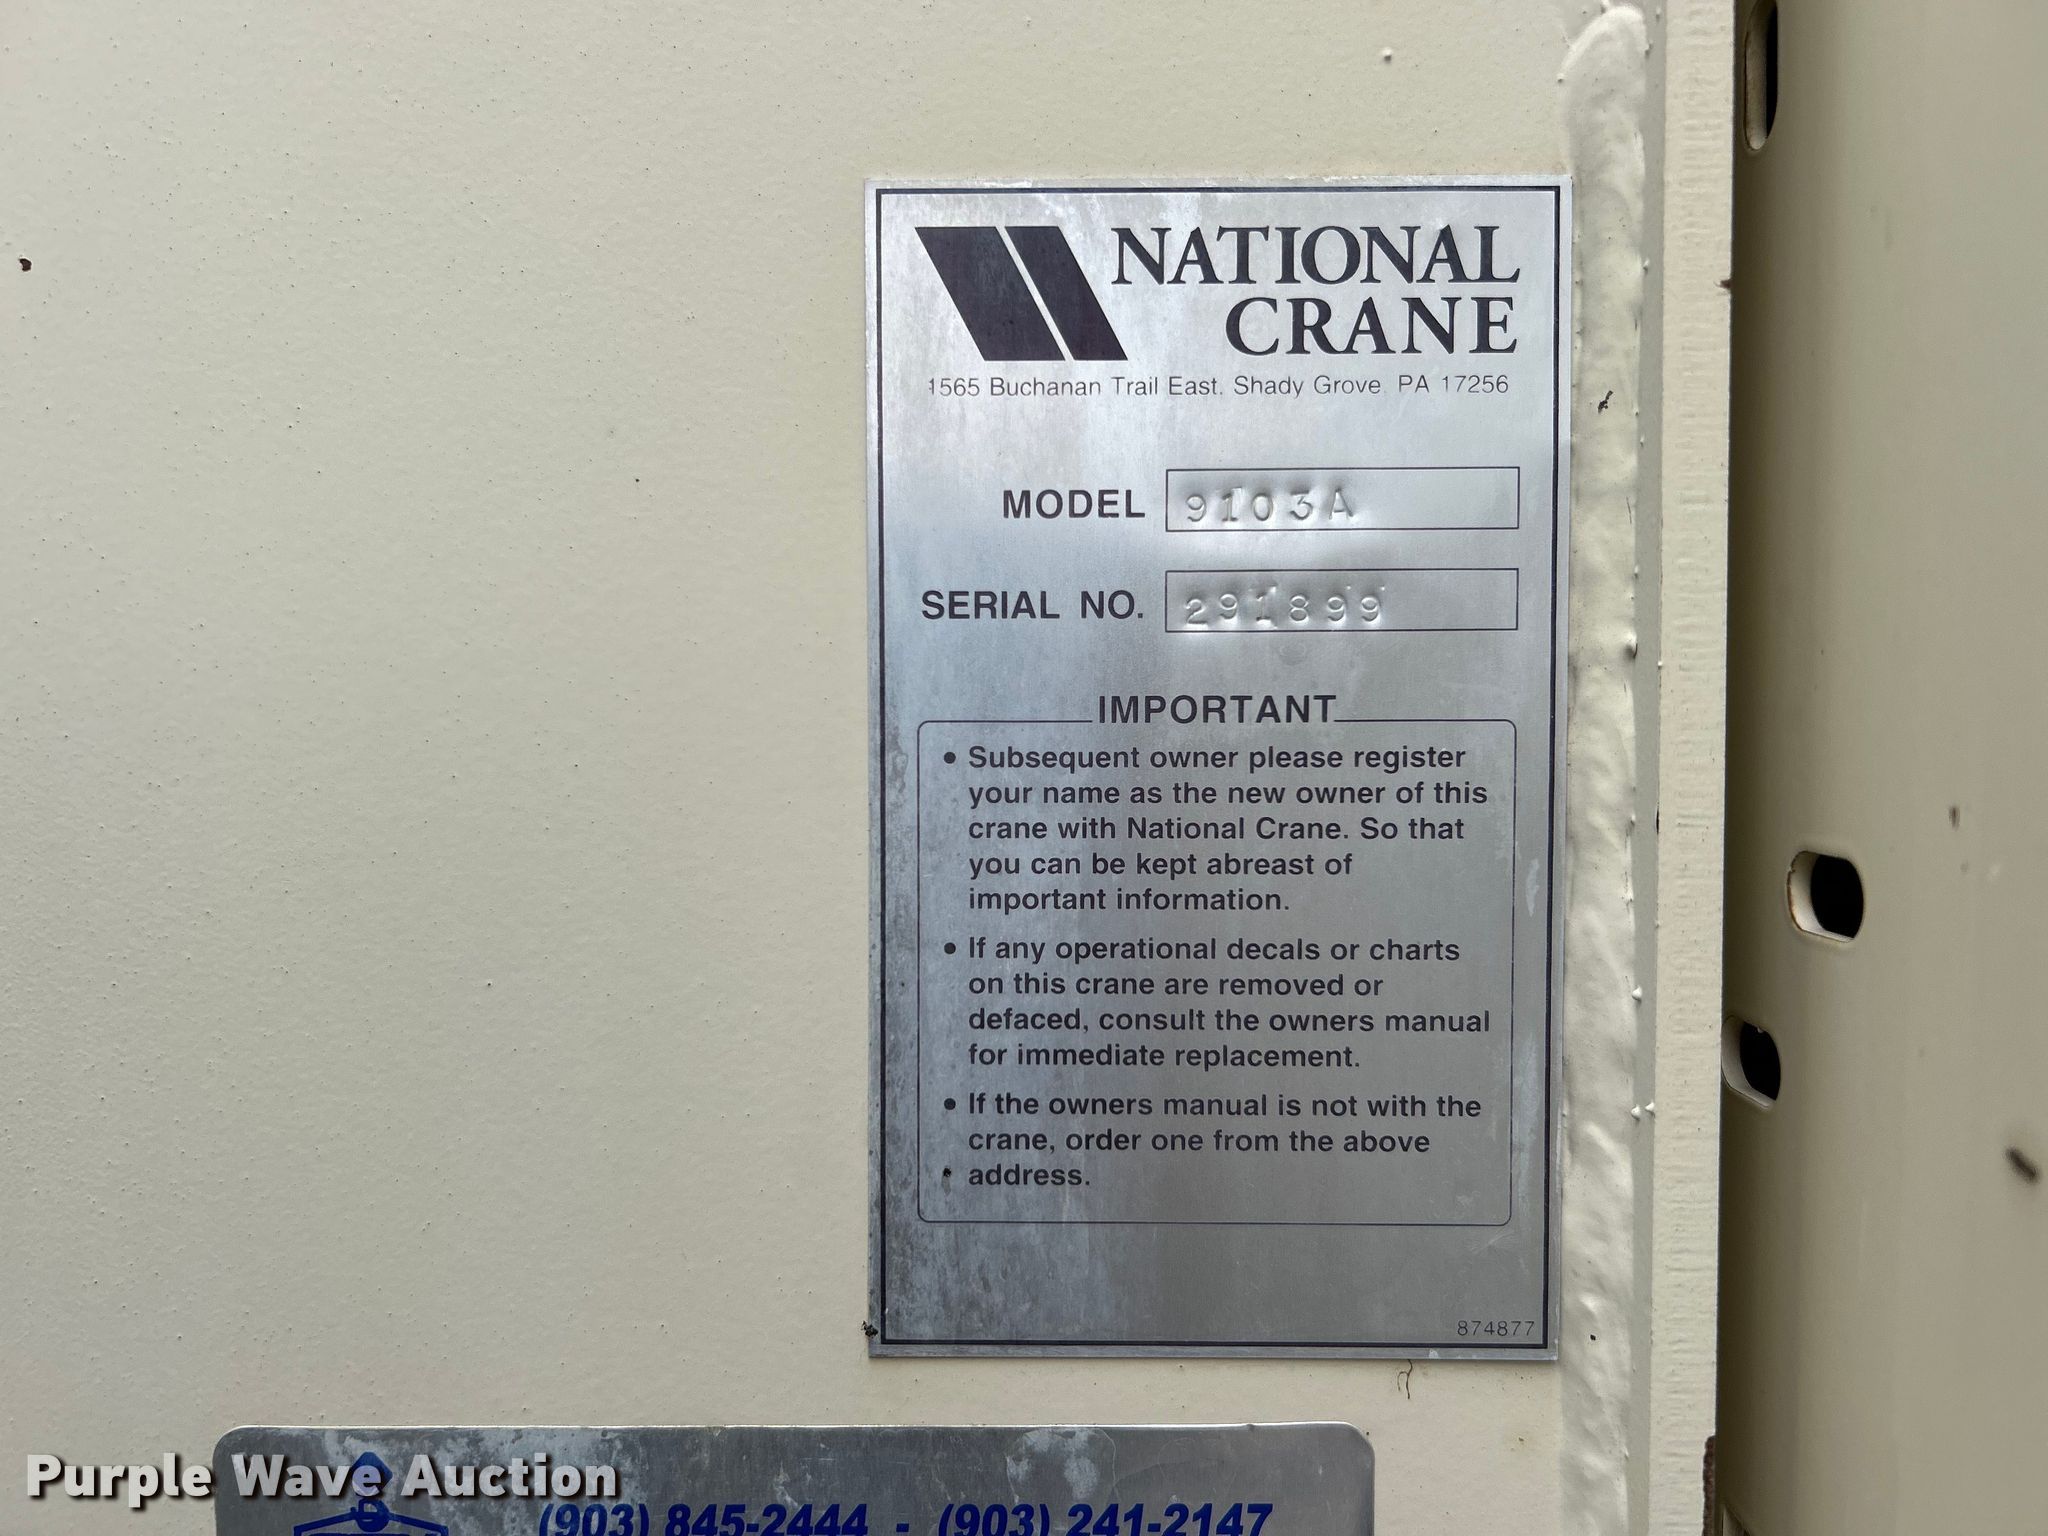 NATIONAL
CRANE
1565 Buchanan Trail East. Shady Grove. PA 17256
MODEL 9103A
SERIAL NO. 291899
IMPORTANT
• Subsequent owner please register
your name as the new owner of this
crane with National Crane. So that
you can be kept abreast of
important information.
• If any operational decals or charts
on this crane are removed or
defaced, consult the owners manual
for immediate replacement.
• If the owners manual is not with the
crane, order one from the above
address.
874877
Purple Wave Auction
(903) 845-2444 - (903) 241-2147